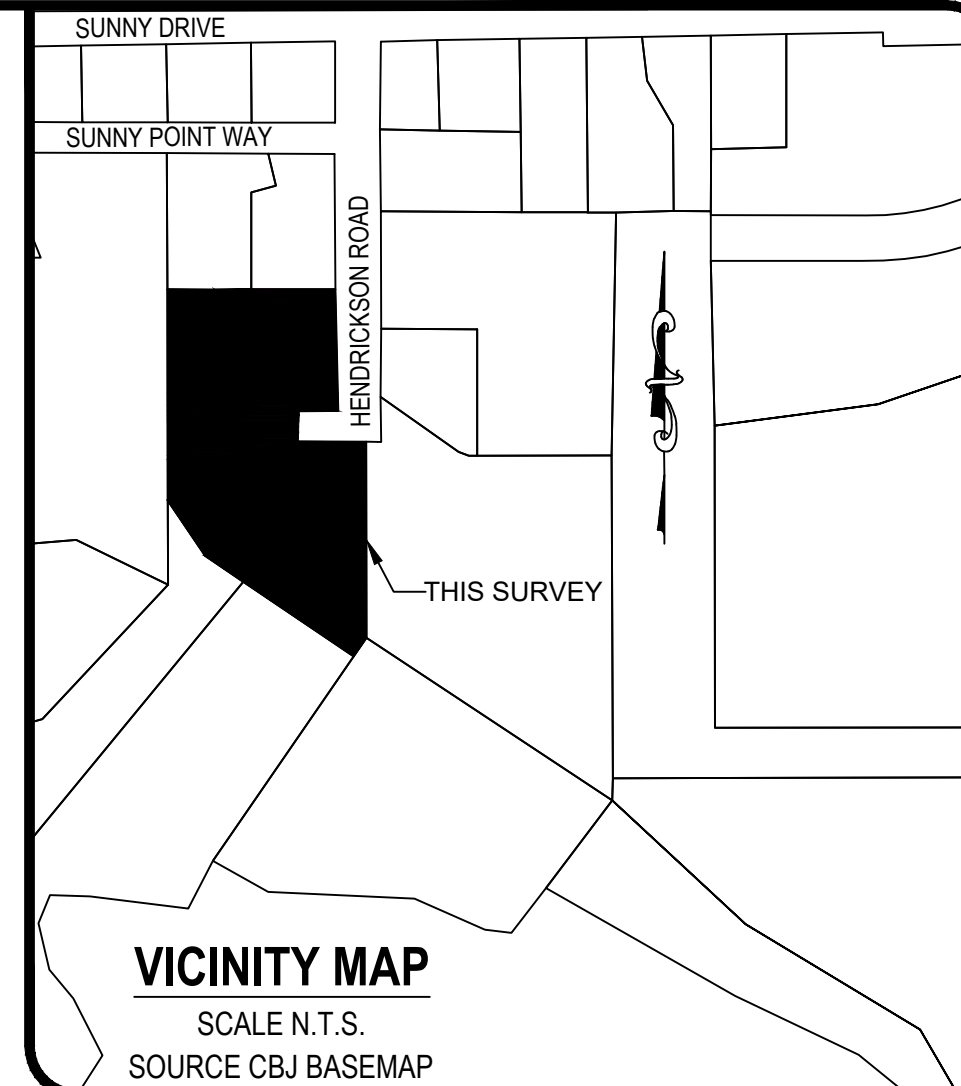 SUNNY DRIVE
SUNNY POINT WAY
HENDRICKSON ROAD
THIS SURVEY
VICINITY MAP
SCALE N.T.S.
SOURCE CBJ BASEMAP